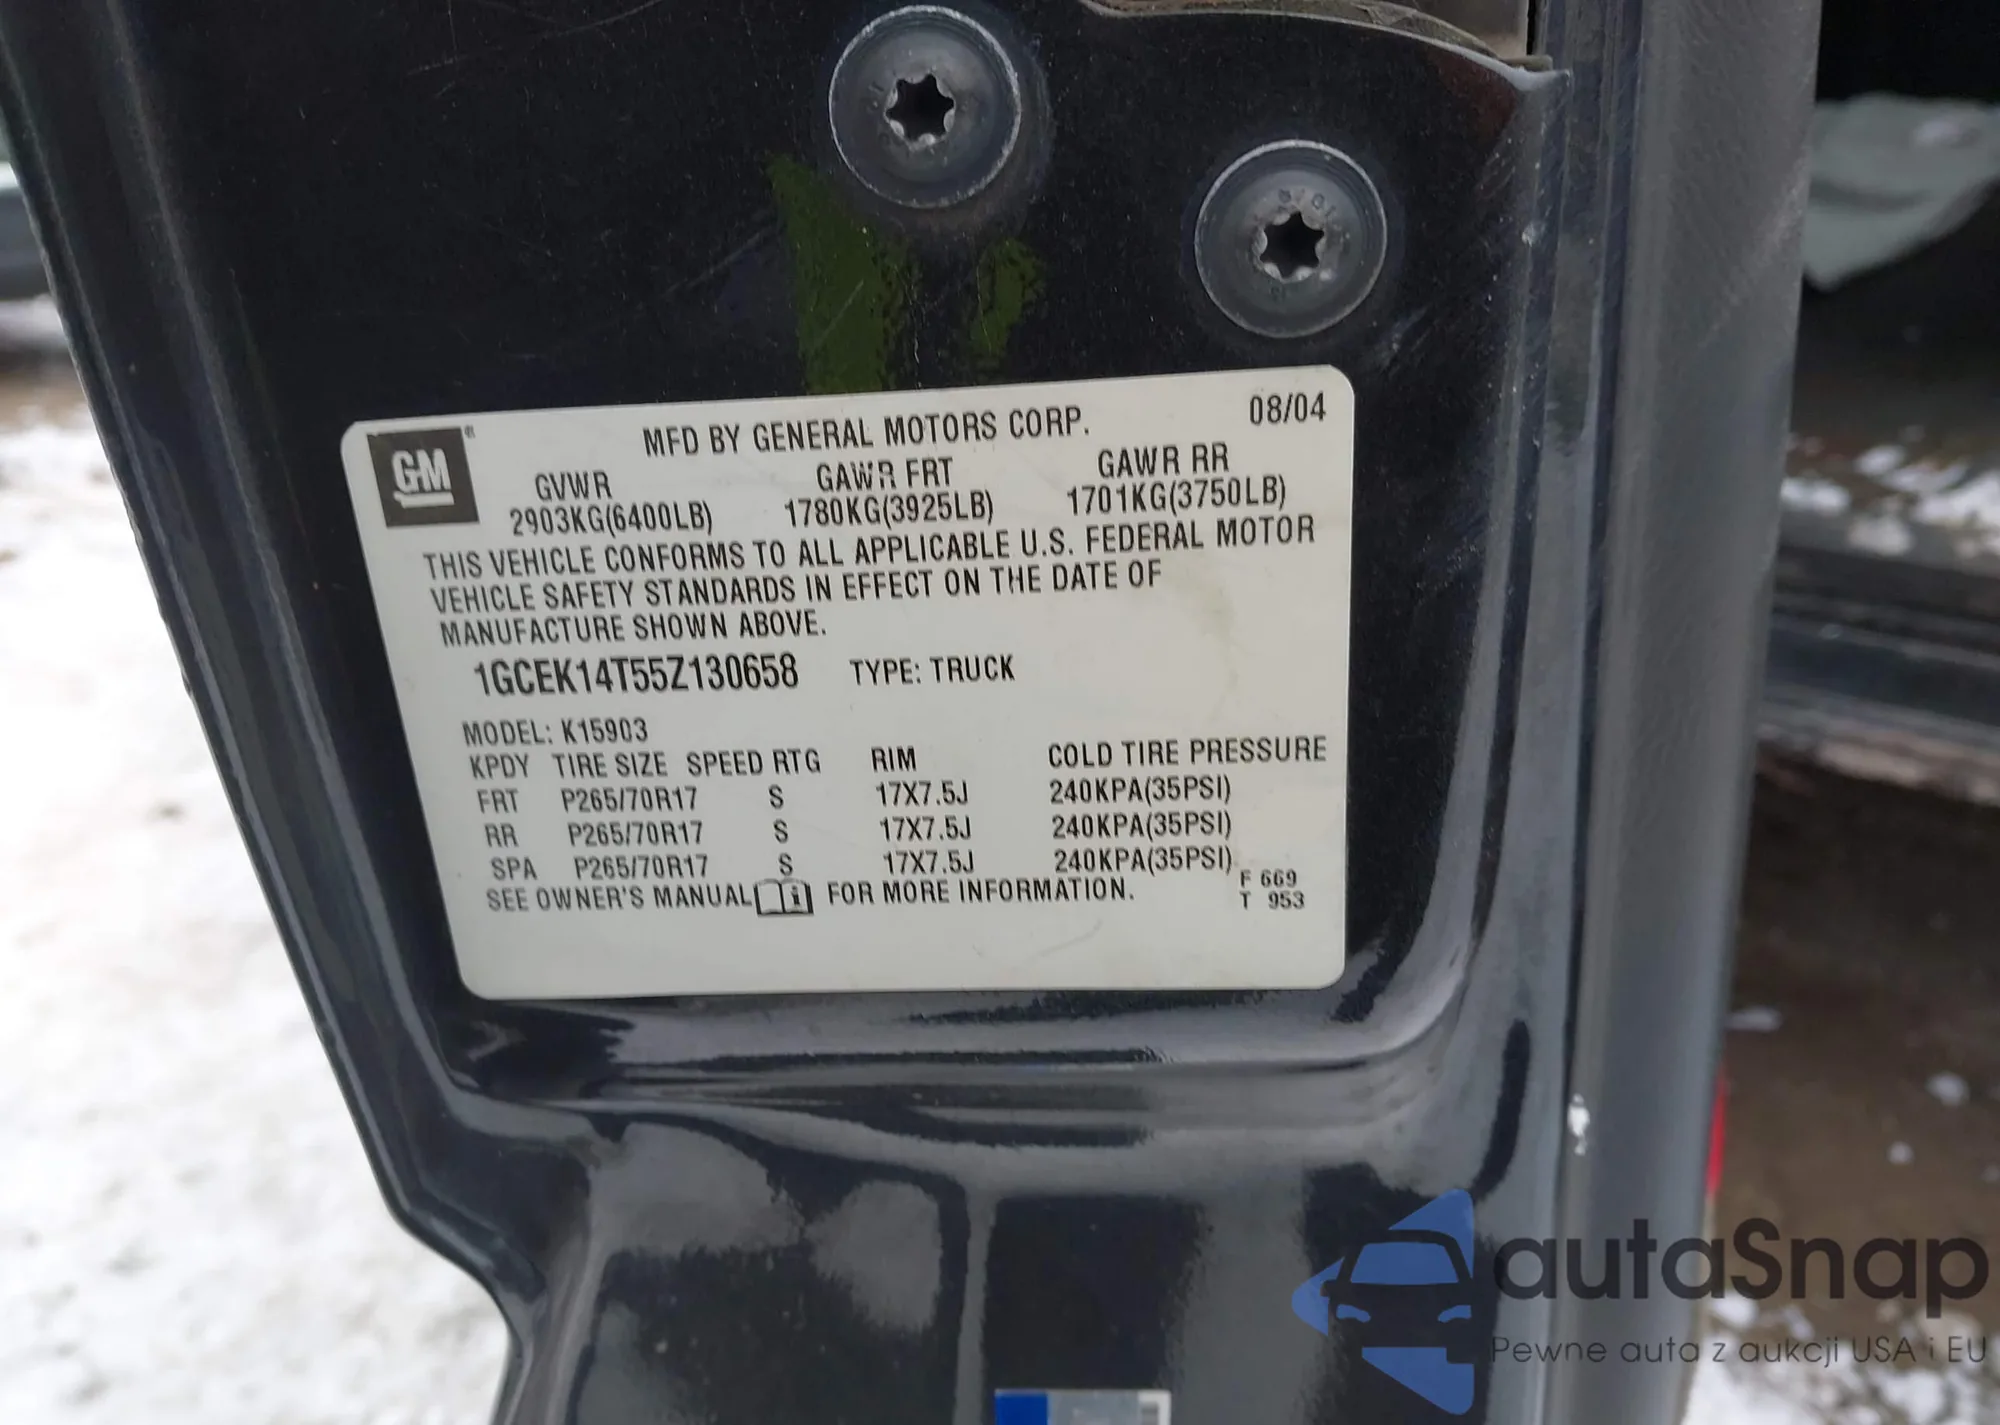 GM®
MFD BY GENERAL MOTORS CORP. 08/04
GVWR GAWR FRT GAWR RR
2903KG(6400LB) 1780KG(3925LB) 1701KG(3750LB)
THIS VEHICLE CONFORMS TO ALL APPLICABLE U.S. FEDERAL MOTOR
VEHICLE SAFETY STANDARDS IN EFFECT ON THE DATE OF
MANUFACTURE SHOWN ABOVE.
1GCEK14T55Z130658 TYPE: TRUCK
MODEL: K15903
KPDY TIRE SIZE SPEED RTG RIM COLD TIRE PRESSURE
FRT P265/70R17 S 17X7.5J 240KPA(35PSI)
RR P265/70R17 S 17X7.5J 240KPA(35PSI)
SPA P265/70R17 S 17X7.5J 240KPA(35PSI)
SEE OWNER'S MANUAL i FOR MORE INFORMATION.
F 669
T 953
autaSnap
Pewne auta z aukcji USA i EU